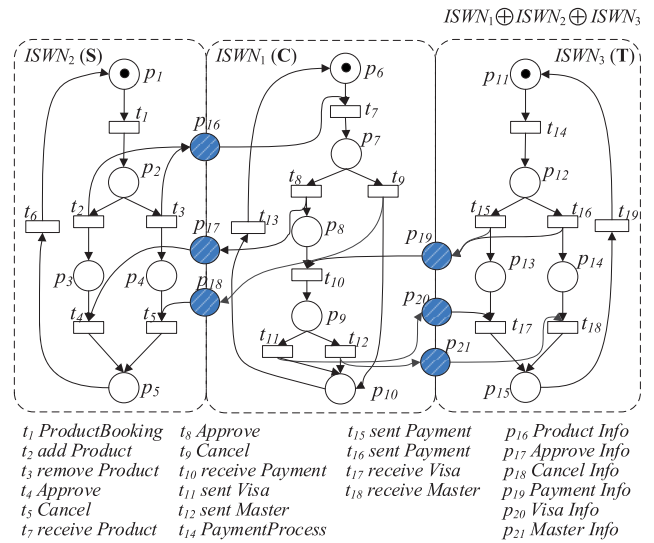 ISWN1⊕ISWN2⊕ISWN3
ISWN2 (S) ISWN1 (C) ISWN3 (T)
p1 p6 p11
t1 p16 t7 t14
p2 p7 p12
t6 t2 t3 t8 t9 t15 t16 t19
p17 t13 p8 p19
p3 p4 p18 t10 p13 p14
t4 t5 p9 p20 t17 t18
t11 t12 p21
p5 p10 p15
t1 ProductBooking t8 Approve t15 sent Payment p16 Product Info
t2 add Product t9 Cancel t16 sent Payment p17 Approve Info
t3 remove Product t10 receive Payment t17 receive Visa p18 Cancel Info
t4 Approve t11 sent Visa t18 receive Master p19 Payment Info
t5 Cancel t12 sent Master p20 Visa Info
t7 receive Product t14 PaymentProcess p21 Master Info